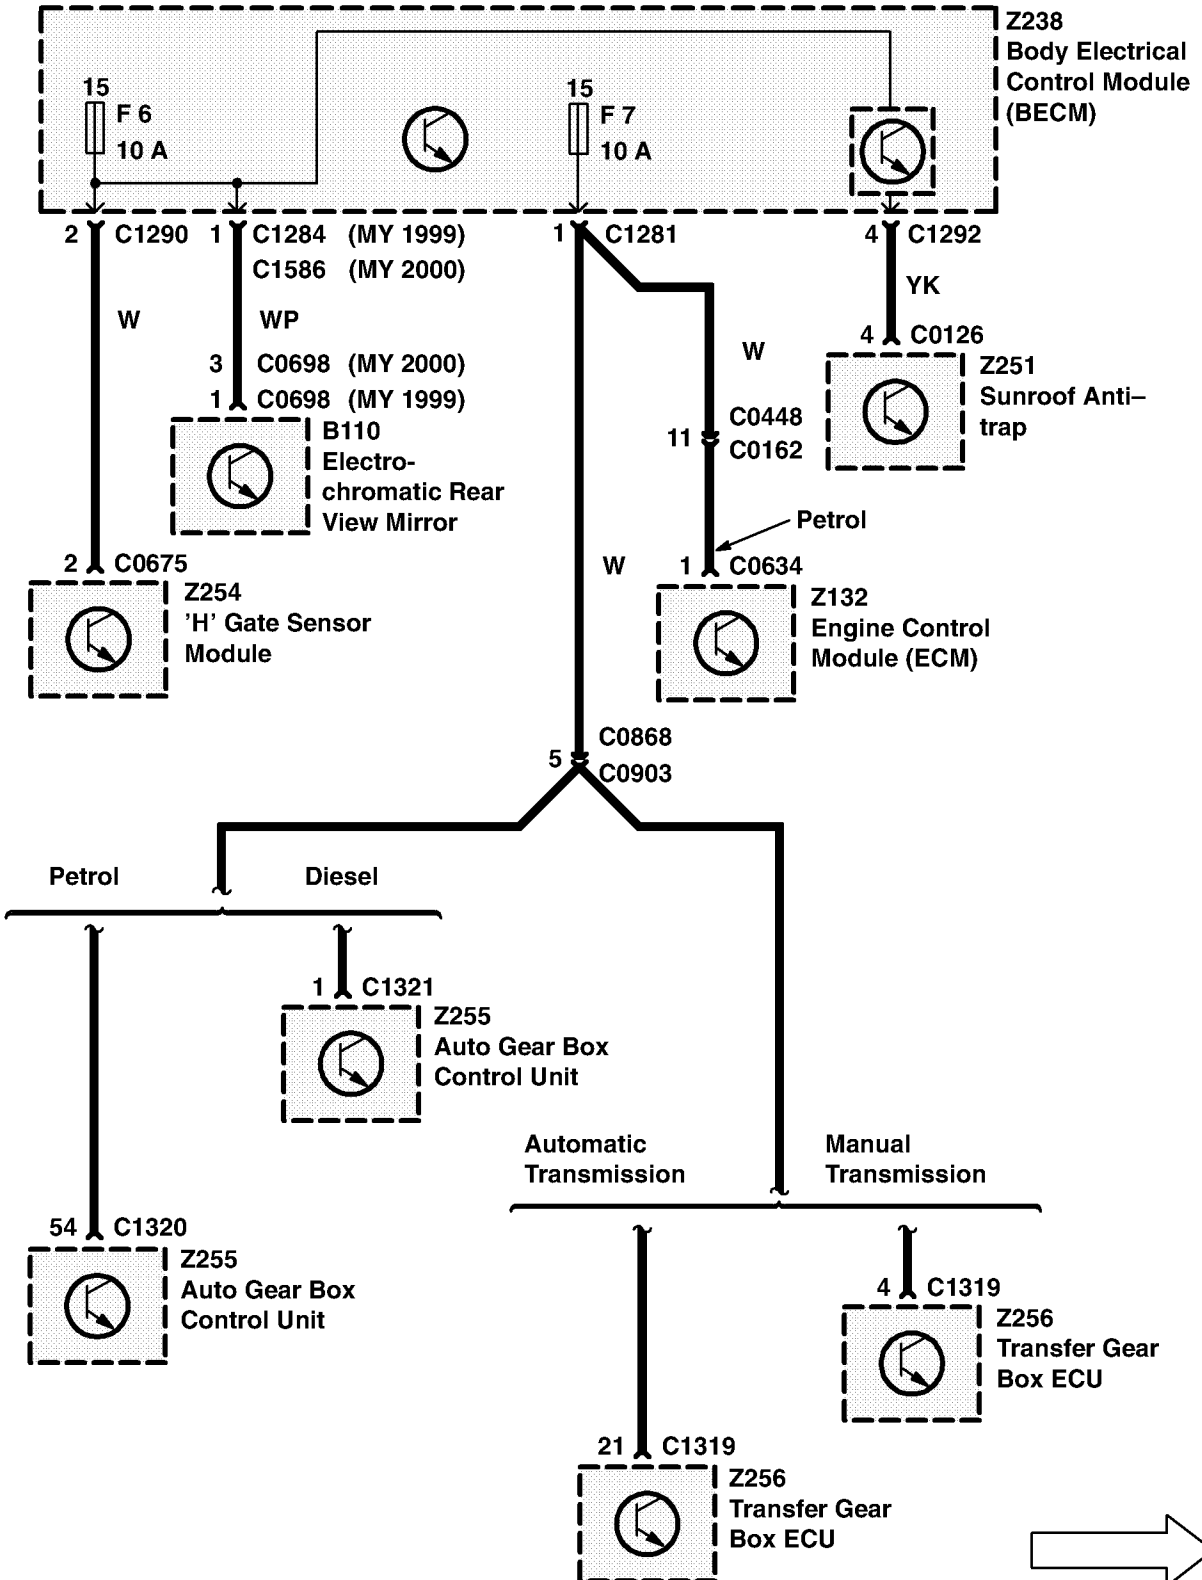 Z238
Body Electrical
Control Module
(BECM)
15
F 6
10 A
15
F 7
10 A
2 C1290
1 C1284 (MY 1999)
C1586 (MY 2000)
1 C1281
4 C1292
W
WP
YK
3 C0698 (MY 2000)
1 C0698 (MY 1999)
B110
Electro-
chromatic Rear
View Mirror
W
4 C0126
Z251
Sunroof Anti–
trap
11
C0448
C0162
Petrol
2 C0675
Z254
’H’ Gate Sensor
Module
W
1 C0634
Z132
Engine Control
Module (ECM)
5
C0868
C0903
Petrol
Diesel
1 C1321
Z255
Auto Gear Box
Control Unit
Automatic
Transmission
Manual
Transmission
54 C1320
Z255
Auto Gear Box
Control Unit
4 C1319
Z256
Transfer Gear
Box ECU
21 C1319
Z256
Transfer Gear
Box ECU